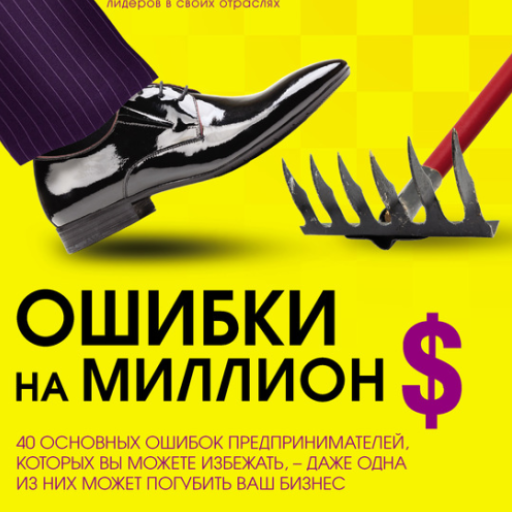 лидеров в своих отраслях
ОШИБКИ
НА МИЛЛИОН $
40 ОСНОВНЫХ ОШИБОК ПРЕДПРИНИМАТЕЛЕЙ,
КОТОРЫХ ВЫ МОЖЕТЕ ИЗБЕЖАТЬ, – ДАЖЕ ОДНА
ИЗ НИХ МОЖЕТ ПОГУБИТЬ ВАШ БИЗНЕС